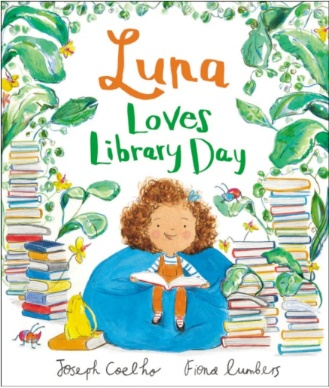 Luna
Loves
Library Day
Joseph Coelho Fiona Lumbers